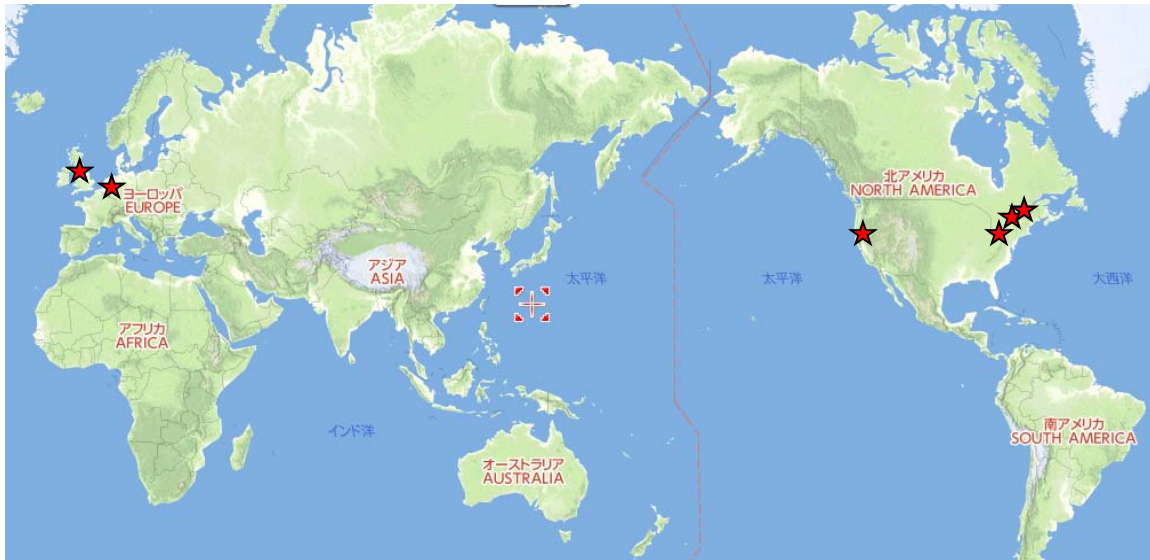 ヨーロッパ
EUROPE
アジア
ASIA
アフリカ
AFRICA
インド洋
オーストラリア
AUSTRALIA
太平洋
太平洋
北アメリカ
NORTH AMERICA
大西洋
南アメリカ
SOUTH AMERICA